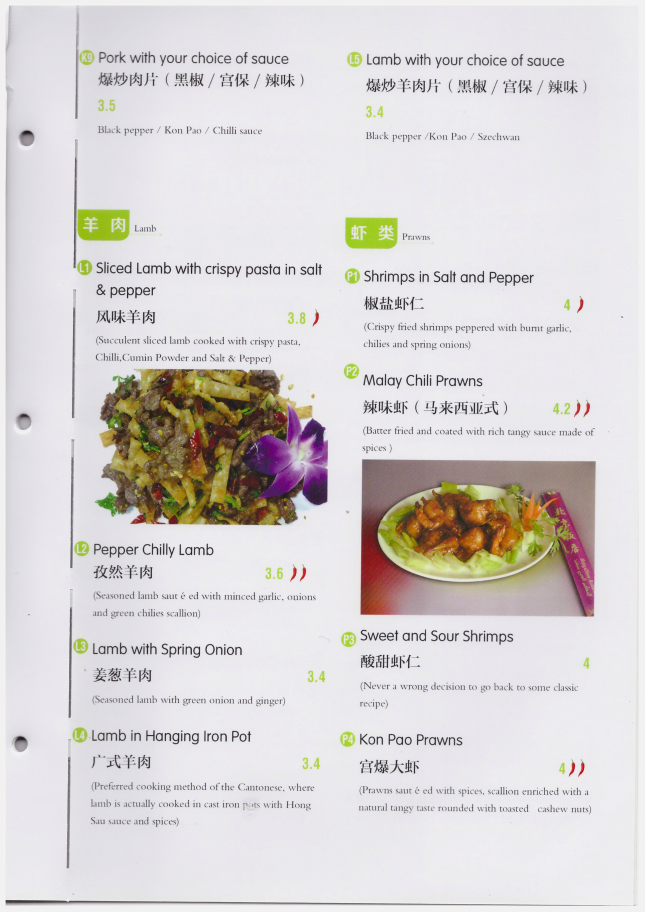 K9 Pork with your choice of sauce
爆炒肉片 ( 黑椒 / 宫保 / 辣味 )
3.5
Black pepper / Kon Pao / Chilli sauce
羊 肉 Lamb
L1 Sliced Lamb with crispy pasta in salt
& pepper
风味羊肉 3.8
(Succulent sliced lamb cooked with crispy pasta,
Chilli,Cumin Powder and Salt & Pepper)
L2 Pepper Chilly Lamb
孜然羊肉 3.6
(Seasoned lamb saut é ed with minced garlic, onions
and green chilies scallion)
L3 Lamb with Spring Onion
姜葱羊肉 3.4
(Seasoned lamb with green onion and ginger)
L4 Lamb in Hanging Iron Pot
广式羊肉 3.4
(Preferred cooking method of the Cantonese, where
lamb is actually cooked in cast iron pots with Hong
Sau sauce and spices)
L5 Lamb with your choice of sauce
爆炒羊肉片 ( 黑椒 / 宫保 / 辣味 )
3.4
Black pepper /Kon Pao / Szechwan
虾 类 Prawns
P1 Shrimps in Salt and Pepper
椒盐虾仁 4
(Crispy fried shrimps peppered with burnt garlic,
chilies and spring onions)
P2
Malay Chili Prawns
辣味虾 ( 马来西亚式 ) 4.2
(Batter fried and coated with rich tangy sauce made of
spices )
P3 Sweet and Sour Shrimps
酸甜虾仁 4
(Never a wrong decision to go back to some classic
recipe)
P4 Kon Pao Prawns
宫爆大虾 4
(Prawns saut é ed with spices, scallion enriched with a
natural tangy taste rounded with toasted cashew nuts)